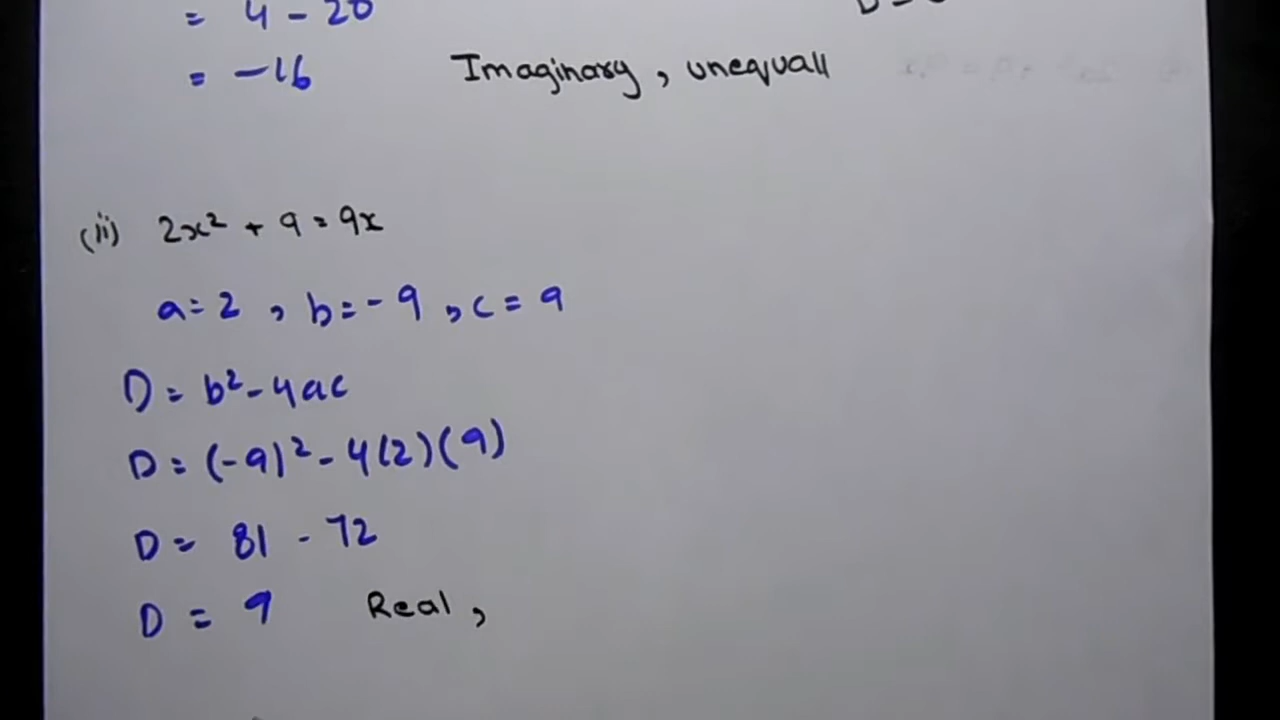 = 4 - 20
= -16 Imaginary, unequall
(ii) 2x² + 9 = 9x
a = 2 , b = -9 , c = 9
D = b² - 4ac
D = (-9)² - 4(2)(9)
D = 81 - 72
D = 9 Real ,